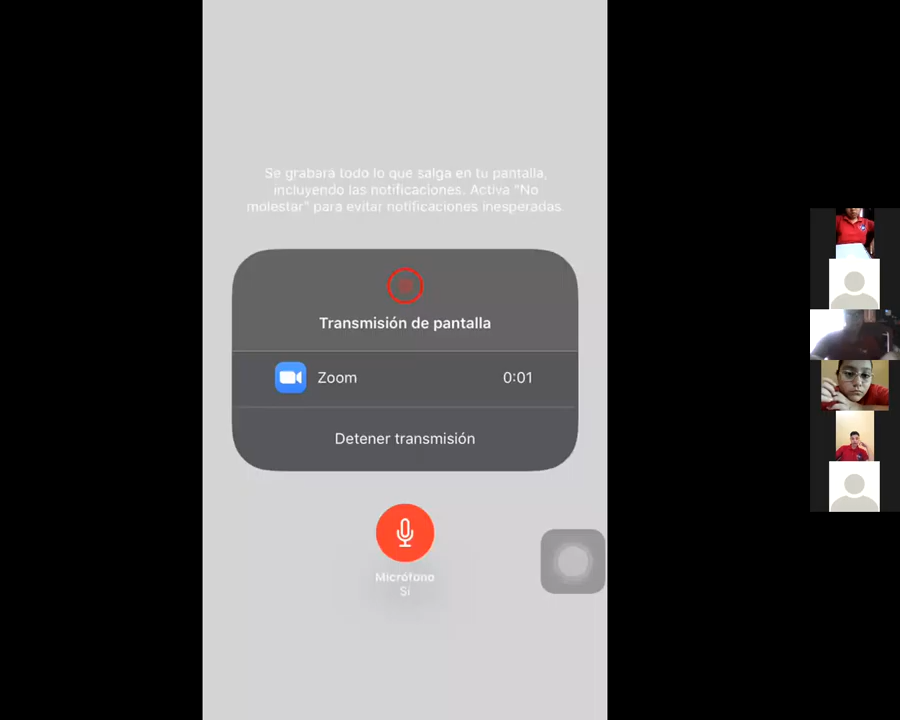 Se grabara todo lo que salga en tu pantalla,
incluyendo las notificaciones. Activa "No
molestar" para evitar notificaciones inesperadas.
Transmisión de pantalla
Zoom 0:01
Detener transmisión
Micrófono
Sí